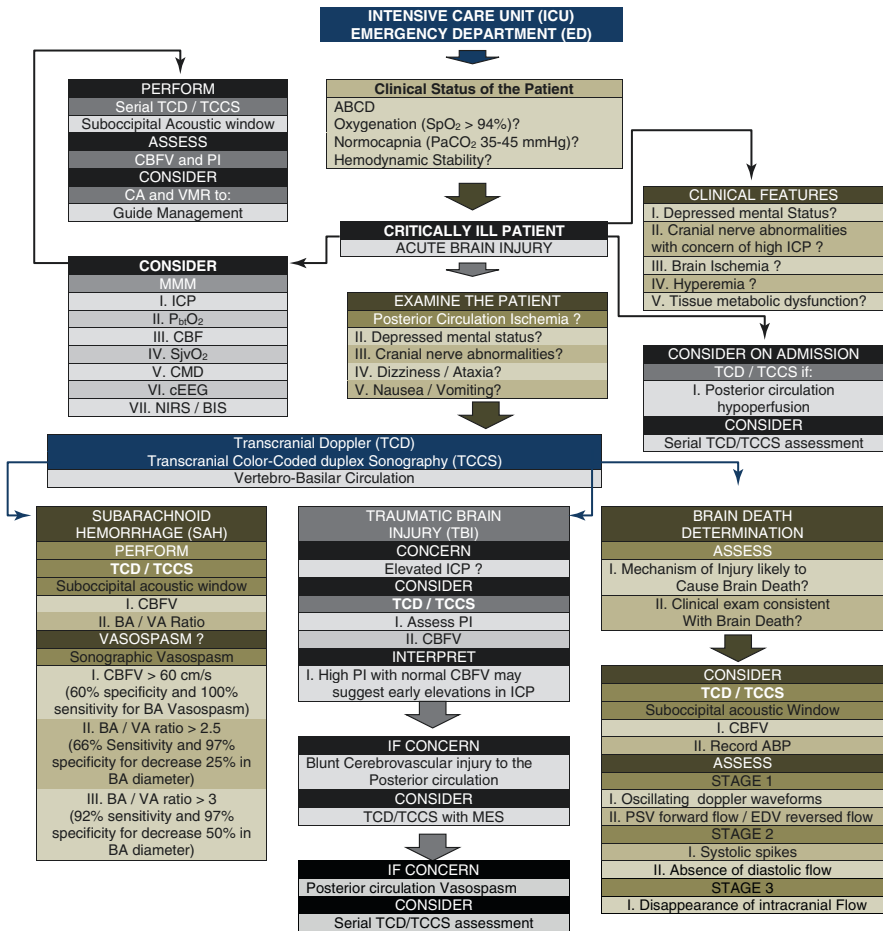 INTENSIVE CARE UNIT (ICU)
EMERGENCY DEPARTMENT (ED)
Clinical Status of the Patient
ABCD
Oxygenation (SpO₂ > 94%)?
Normocapnia (PaCO₂ 35-45 mmHg)?
Hemodynamic Stability?
PERFORM
Serial TCD / TCCS
Suboccipital Acoustic window
ASSESS
CBFV and PI
CONSIDER
CA and VMR to:
Guide Management
CRITICALLY ILL PATIENT
ACUTE BRAIN INJURY
CLINICAL FEATURES
I. Depressed mental Status?
II. Cranial nerve abnormalities
with concern of high ICP ?
III. Brain Ischemia ?
IV. Hyperemia ?
V. Tissue metabolic dysfunction?
CONSIDER
MMM
I. ICP
II. PbtO₂
III. CBF
IV. SjvO₂
V. CMD
VI. cEEG
VII. NIRS / BIS
EXAMINE THE PATIENT
Posterior Circulation Ischemia ?
II. Depressed mental status?
III. Cranial nerve abnormalities?
IV. Dizziness / Ataxia?
V. Nausea / Vomiting?
CONSIDER ON ADMISSION
TCD / TCCS if:
I. Posterior circulation
hypoperfusion
CONSIDER
Serial TCD/TCCS assessment
Transcranial Doppler (TCD)
Transcranial Color-Coded duplex Sonography (TCCS)
Vertebro-Basilar Circulation
SUBARACHNOID
HEMORRHAGE (SAH)
PERFORM
TCD / TCCS
Suboccipital acoustic window
I. CBFV
II. BA / VA Ratio
VASOSPASM ?
Sonographic Vasospasm
I. CBFV > 60 cm/s
(60% specificity and 100%
sensitivity for BA Vasospasm)
II. BA / VA ratio > 2.5
(66% Sensitivity and 97%
specificity for decrease 25% in
BA diameter)
III. BA / VA ratio > 3
(92% sensitivity and 97%
specificity for decrease 50% in
BA diameter)
TRAUMATIC BRAIN
INJURY (TBI)
CONCERN
Elevated ICP ?
CONSIDER
TCD / TCCS
I. Assess PI
II. CBFV
INTERPRET
I. High PI with normal CBFV may
suggest early elevations in ICP
IF CONCERN
Blunt Cerebrovascular injury to the
Posterior circulation
CONSIDER
TCD/TCCS with MES
IF CONCERN
Posterior circulation Vasospasm
CONSIDER
Serial TCD/TCCS assessment
BRAIN DEATH
DETERMINATION
ASSESS
I. Mechanism of Injury likely to
Cause Brain Death?
II. Clinical exam consistent
With Brain Death?
CONSIDER
TCD / TCCS
Suboccipital acoustic Window
I. CBFV
II. Record ABP
ASSESS
STAGE 1
I. Oscillating doppler waveforms
II. PSV forward flow / EDV reversed flow
STAGE 2
I. Systolic spikes
II. Absence of diastolic flow
STAGE 3
I. Disappearance of intracranial Flow